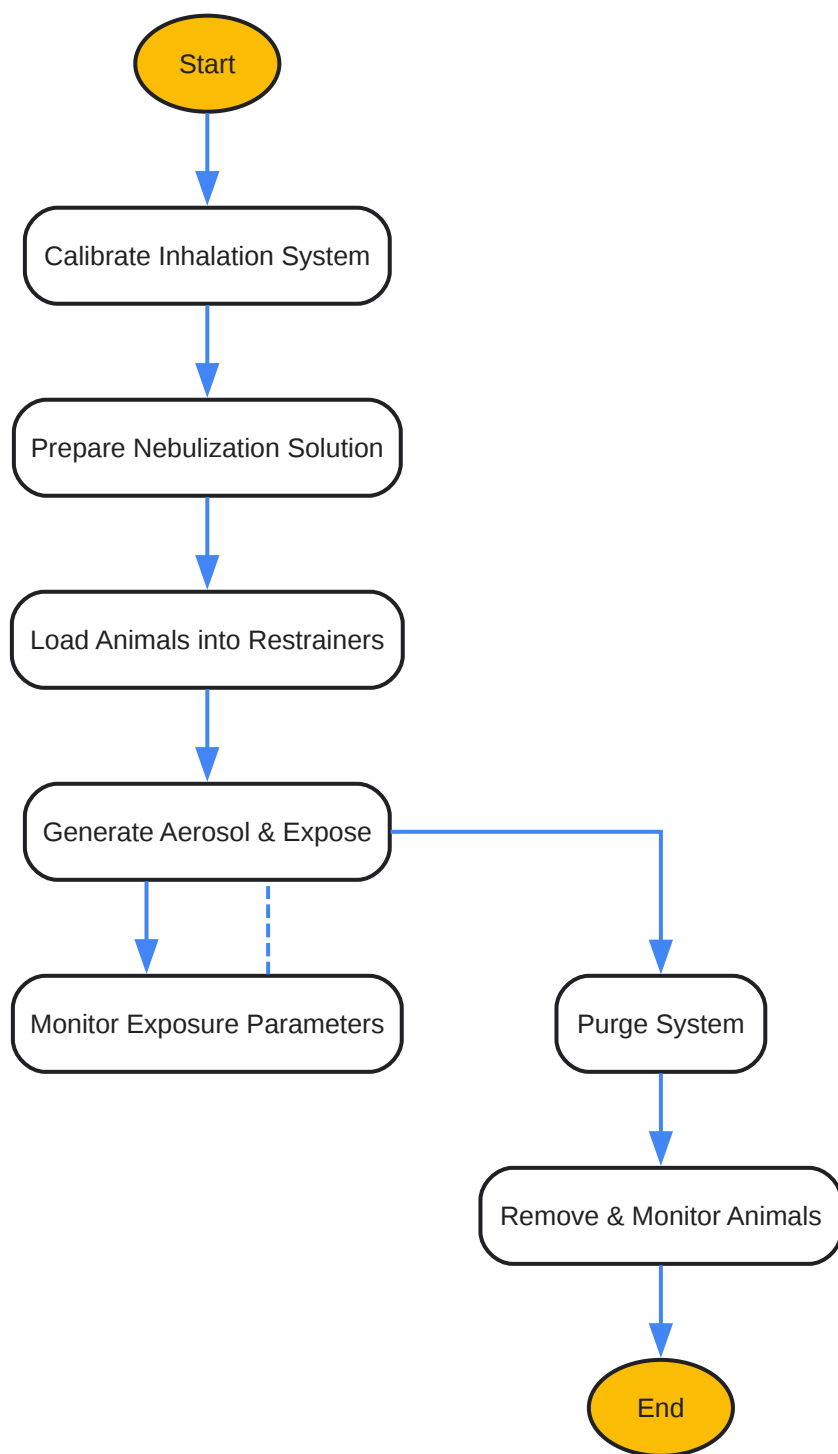 Start
Calibrate Inhalation System
Prepare Nebulization Solution
Load Animals into Restrainers
Generate Aerosol & Expose
Monitor Exposure Parameters
Purge System
Remove & Monitor Animals
End